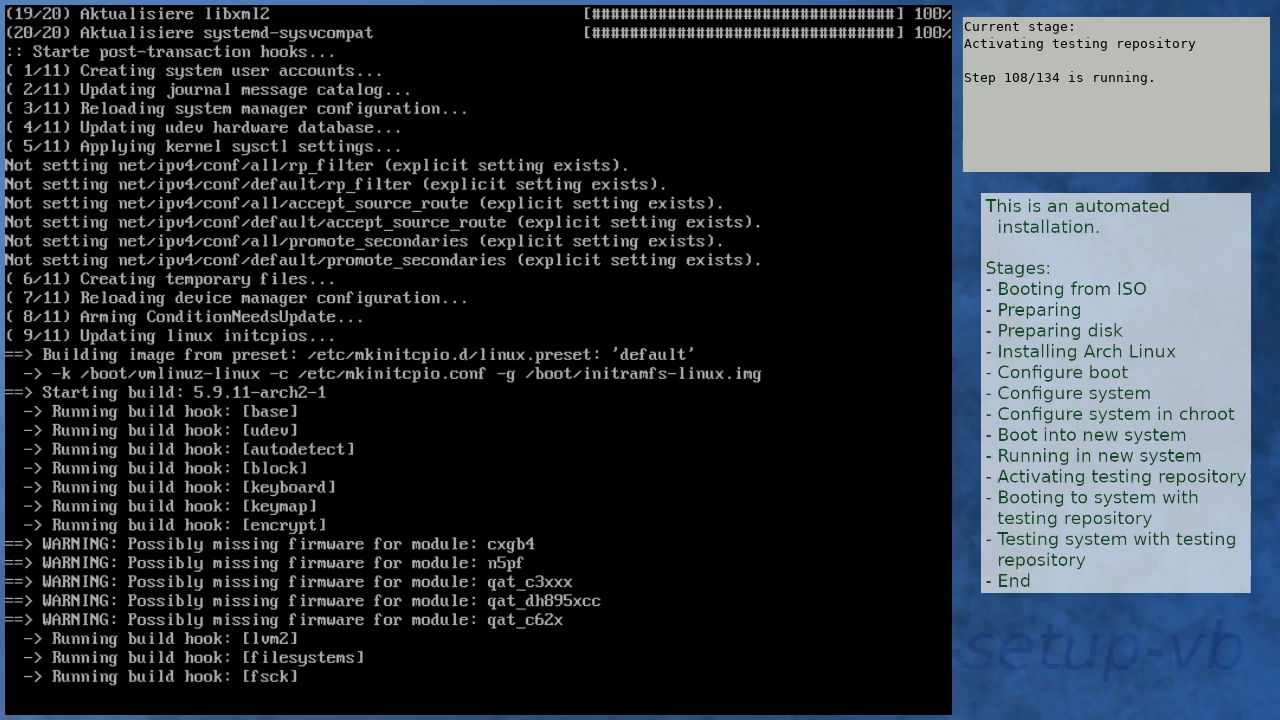 (19/20) Aktualisiere libxml2 [################################] 100%
(20/20) Aktualisiere systemd-sysvcompat [################################] 100%
:: Starte post-transaction hooks...
( 1/11) Creating system user accounts...
( 2/11) Updating journal message catalog...
( 3/11) Reloading system manager configuration...
( 4/11) Updating udev hardware database...
( 5/11) Applying kernel sysctl settings...
Not setting net/ipv4/conf/all/rp_filter (explicit setting exists).
Not setting net/ipv4/conf/default/rp_filter (explicit setting exists).
Not setting net/ipv4/conf/all/accept_source_route (explicit setting exists).
Not setting net/ipv4/conf/default/accept_source_route (explicit setting exists).
Not setting net/ipv4/conf/all/promote_secondaries (explicit setting exists).
Not setting net/ipv4/conf/default/promote_secondaries (explicit setting exists).
( 6/11) Creating temporary files...
( 7/11) Reloading device manager configuration...
( 8/11) Arming ConditionNeedsUpdate...
( 9/11) Updating linux initcpios...
==> Building image from preset: /etc/mkinitcpio.d/linux.preset: 'default'
-> -k /boot/vmlinuz-linux -c /etc/mkinitcpio.conf -g /boot/initramfs-linux.img
==> Starting build: 5.9.11-arch2-1
-> Running build hook: [base]
-> Running build hook: [udev]
-> Running build hook: [autodetect]
-> Running build hook: [block]
-> Running build hook: [keyboard]
-> Running build hook: [keymap]
-> Running build hook: [encrypt]
==> WARNING: Possibly missing firmware for module: cxgb4
==> WARNING: Possibly missing firmware for module: n5pf
==> WARNING: Possibly missing firmware for module: qat_c3xxx
==> WARNING: Possibly missing firmware for module: qat_dh895xcc
==> WARNING: Possibly missing firmware for module: qat_c62x
-> Running build hook: [lvm2]
-> Running build hook: [filesystems]
-> Running build hook: [fsck]
Current stage:
Activating testing repository
Step 108/134 is running.
This is an automated
installation.
Stages:
- Booting from ISO
- Preparing
- Preparing disk
- Installing Arch Linux
- Configure boot
- Configure system
- Configure system in chroot
- Boot into new system
- Running in new system
- Activating testing repository
- Booting to system with
testing repository
- Testing system with testing
repository
- End
-setup-vb